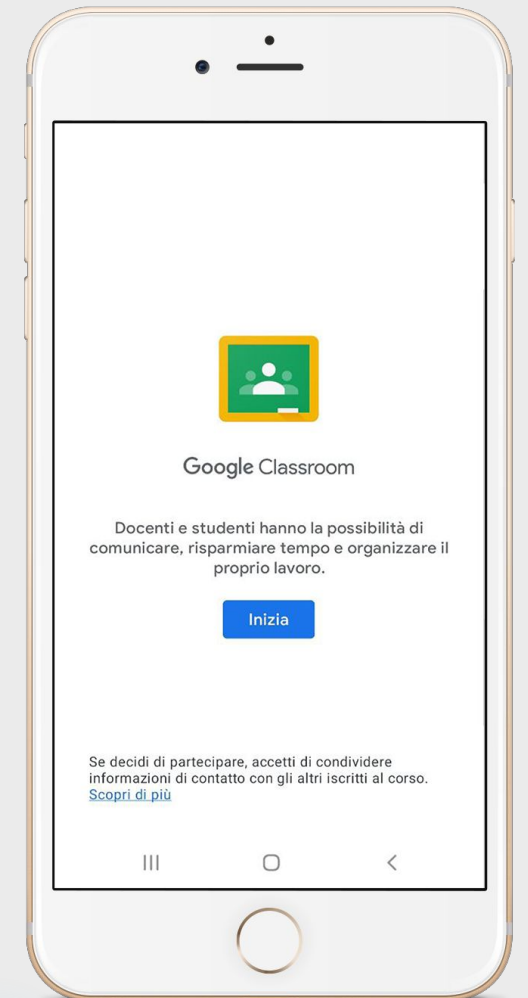 Google Classroom
Docenti e studenti hanno la possibilità di
comunicare, risparmiare tempo e organizzare il
proprio lavoro.
Inizia
Se decidi di partecipare, accetti di condividere
informazioni di contatto con gli altri iscritti al corso.
Scopri di più